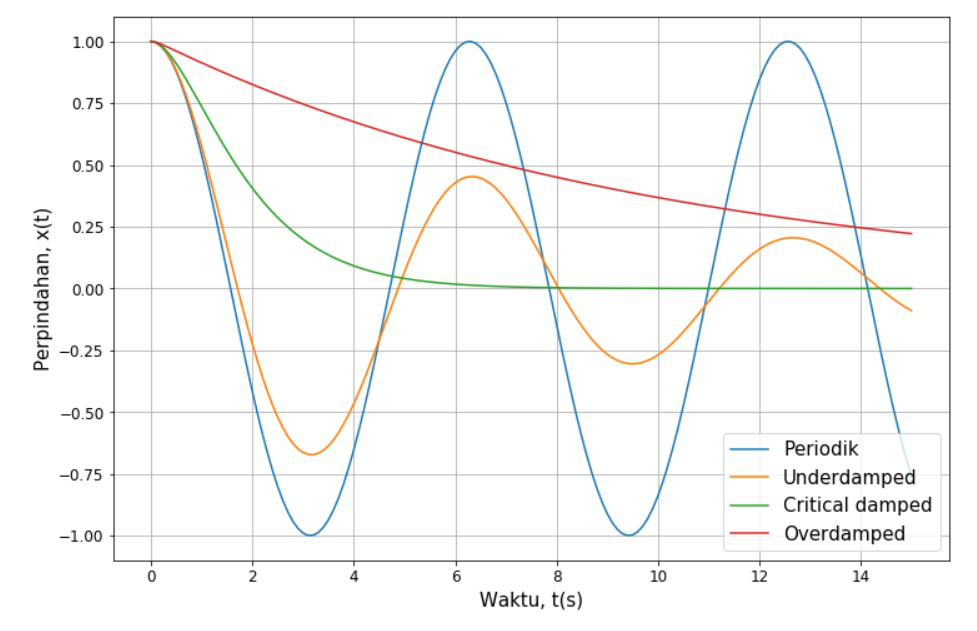 1.00
0.75
0.50
0.25
0.00
−0.25
−0.50
−0.75
−1.00
Perpindahan, x(t)
0 2 4 6 8 10 12 14
Waktu, t(s)
Periodik
Underdamped
Critical damped
Overdamped